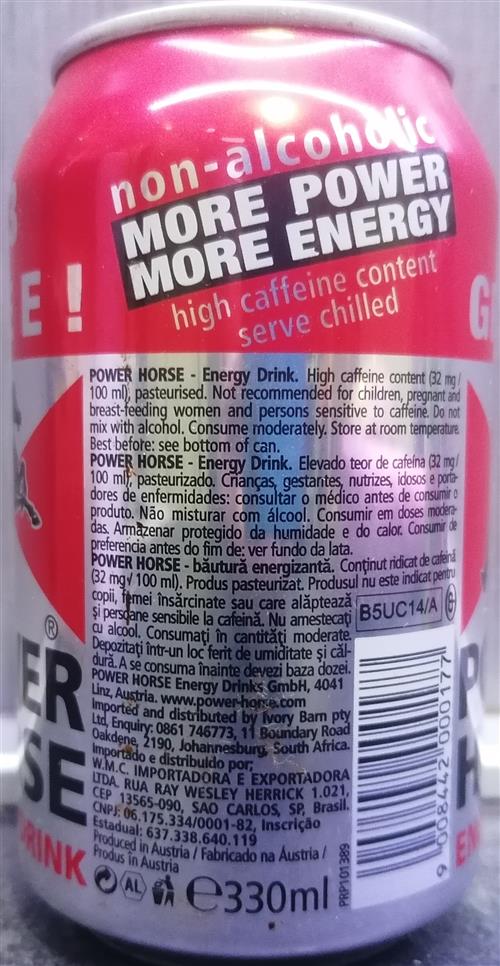 non-alcoholic
MORE POWER
MORE ENERGY
high caffeine content
serve chilled
E !
G
POWER HORSE - Energy Drink. High caffeine content (32 mg /
100 ml), pasteurised. Not recommended for children, pregnant and
breast-feeding women and persons sensitive to caffeine. Do not
mix with alcohol. Consume moderately. Store at room temperature.
Best before: see bottom of can.
POWER HORSE - Energy Drink. Elevado teor de cafeína (32 mg /
100 ml), pasteurizado. Crianças, gestantes, nutrizes, idosos e porta-
dores de enfermidades: consultar o médico antes de consumir o
produto. Não misturar com álcool. Consumir em doses modera-
das. Armazenar protegido da humidade e do calor. Consumir de
preferencia antes do fim de: ver fundo da lata.
POWER HORSE - băutură energizantă. Conţinut ridicat de cafeină
(32 mg / 100 ml). Produs pasteurizat. Produsul nu este indicat pentru
copii, femei însărcinate sau care alăptează
şi persoane sensibile la cafeină. Nu amestecaţi
cu alcool. Consumaţi în cantităţi moderate.
Depozitaţi într-un loc ferit de umiditate şi căl-
dură. A se consuma înainte de: vezi baza dozei.
POWER HORSE Energy Drinks GmbH, 4041
Linz, Austria. www.power-horse.com
Imported and distributed by Ivory Barn pty
Ltd, Enquiry: 0861 746773, 11 Boundary Road
Oakdene, 2190, Johannesburg, South Africa.
Importado e distribuído por:
W.M.C. IMPORTADORA E EXPORTADORA
LTDA. RUA RAY WESLEY HERRICK 1.021,
CEP 13565-090, SAO CARLOS, SP, Brasil.
CNPJ: 06.175.334/0001-82, Inscrição
Estadual: 637.338.640.119
Produced in Austria / Fabricado na Áustria /
Produs în Austria
AL
e330ml
B5UC14/A
9 008442 000177
PRP101389
®
ER
SE
DRINK
P
H
EN